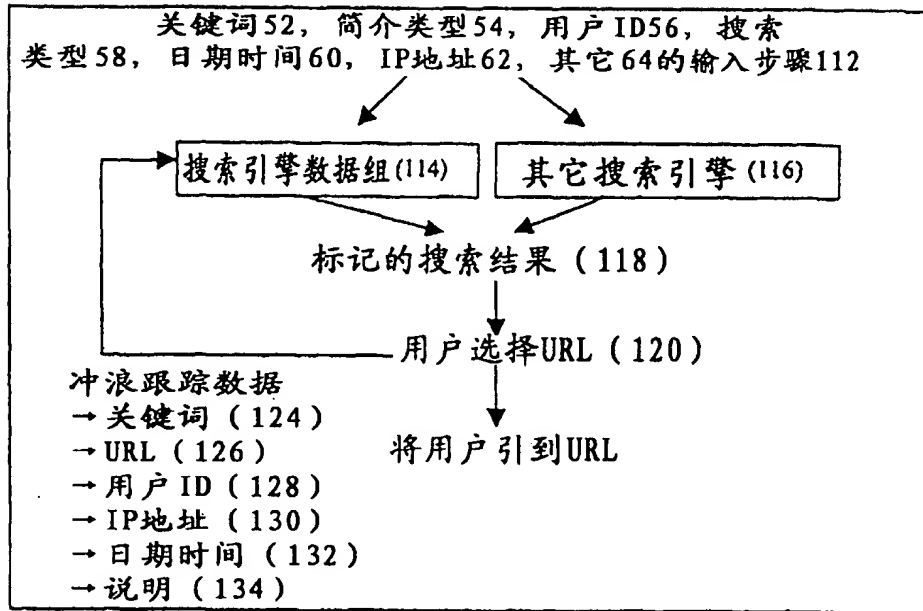 关键词52, 简介类型54, 用户ID56, 搜索
类型58, 日期时间60, IP地址62, 其它64的输入步骤112
搜索引擎数据组(114)
其它搜索引擎(116)
标记的搜索结果(118)
用户选择URL(120)
冲浪跟踪数据
→关键词(124)
→URL(126)
将用户引到URL
→用户ID(128)
→IP地址(130)
→日期时间(132)
→说明(134)